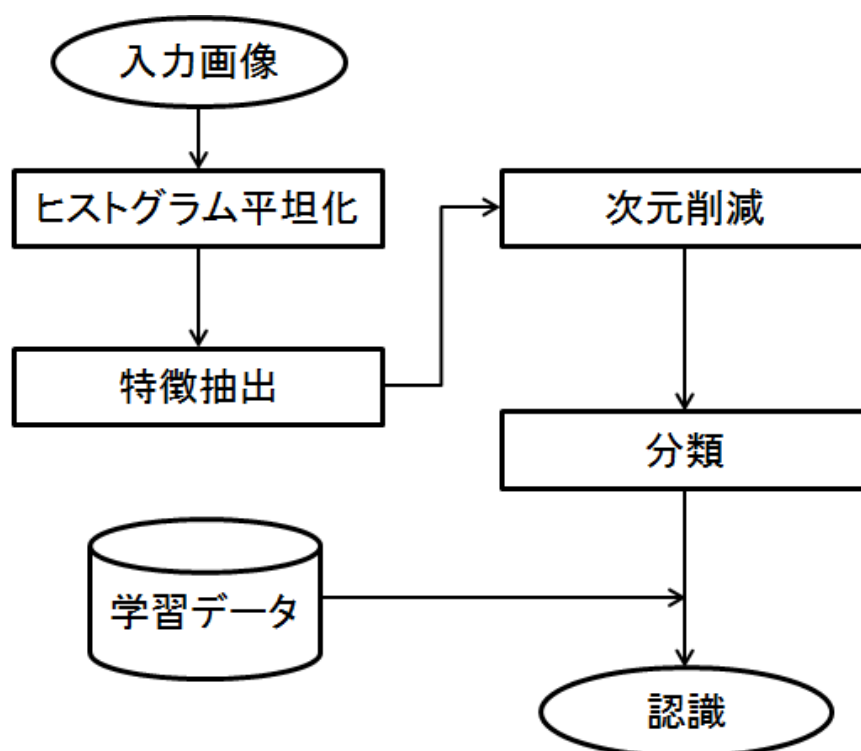 入力画像
ヒストグラム平坦化
特徴抽出
次元削減
分類
学習データ
認識